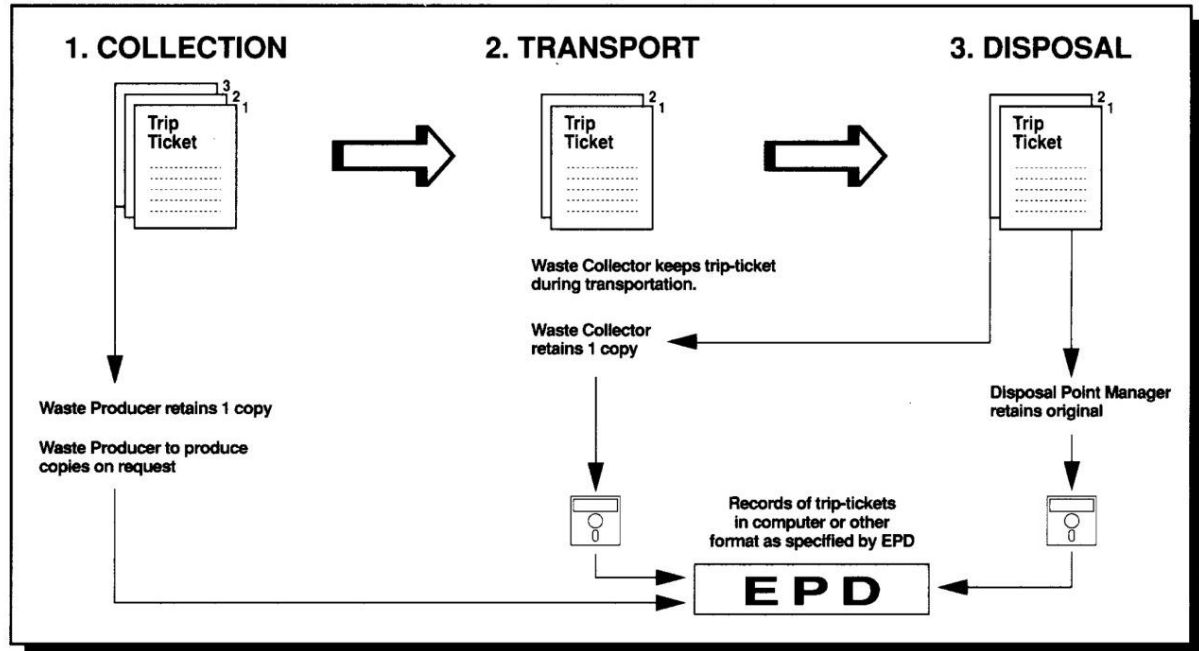 1. COLLECTION
2. TRANSPORT
3. DISPOSAL
3
2
1
Trip
Ticket
2
1
Trip
Ticket
2
1
Trip
Ticket
Waste Collector keeps trip-ticket
during transportation.
Waste Collector
retains 1 copy
Waste Producer retains 1 copy
Waste Producer to produce
copies on request
Disposal Point Manager
retains original
Records of trip-tickets
in computer or other
format as specified by EPD
EPD